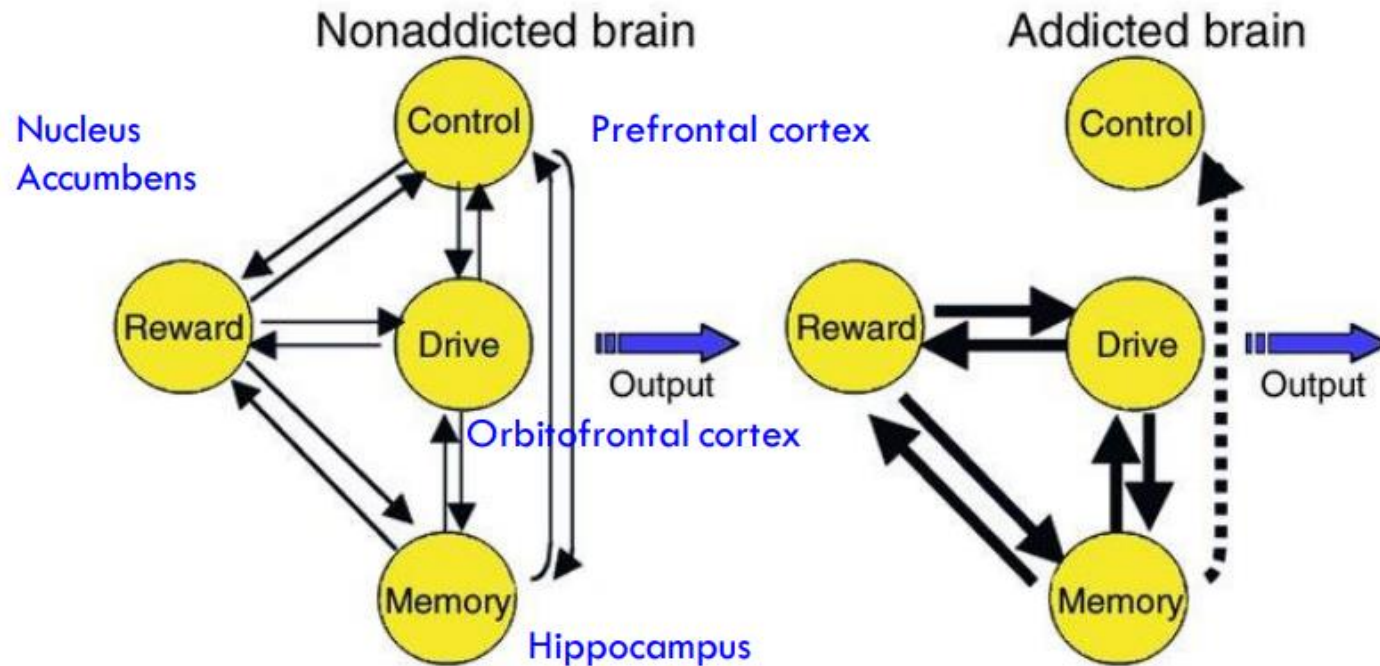 Nonaddicted brain
Addicted brain
Control
Control
Nucleus
Accumbens
Prefrontal cortex
Reward
Drive
Output
Reward
Drive
Output
Orbitofrontal cortex
Memory
Memory
Hippocampus